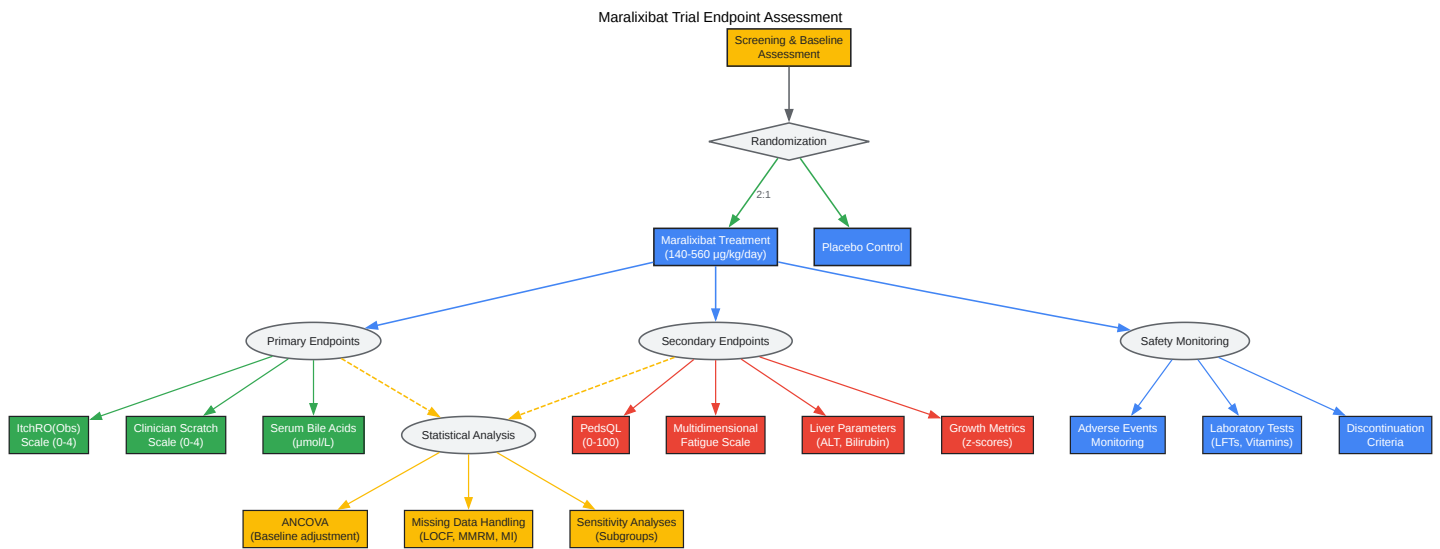 Maralixibat Trial Endpoint Assessment
Screening & Baseline
Assessment
Randomization
2:1
Maralixibat Treatment
(140-560 μg/kg/day)
Placebo Control
Primary Endpoints
Secondary Endpoints
Safety Monitoring
ItchRO(Obs)
Scale (0-4)
Clinician Scratch
Scale (0-4)
Serum Bile Acids
(μmol/L)
Statistical Analysis
PedsQL
(0-100)
Multidimensional
Fatigue Scale
Liver Parameters
(ALT, Bilirubin)
Growth Metrics
(z-scores)
Adverse Events
Monitoring
Laboratory Tests
(LFTs, Vitamins)
Discontinuation
Criteria
ANCOVA
(Baseline adjustment)
Missing Data Handling
(LOCF, MMRM, MI)
Sensitivity Analyses
(Subgroups)